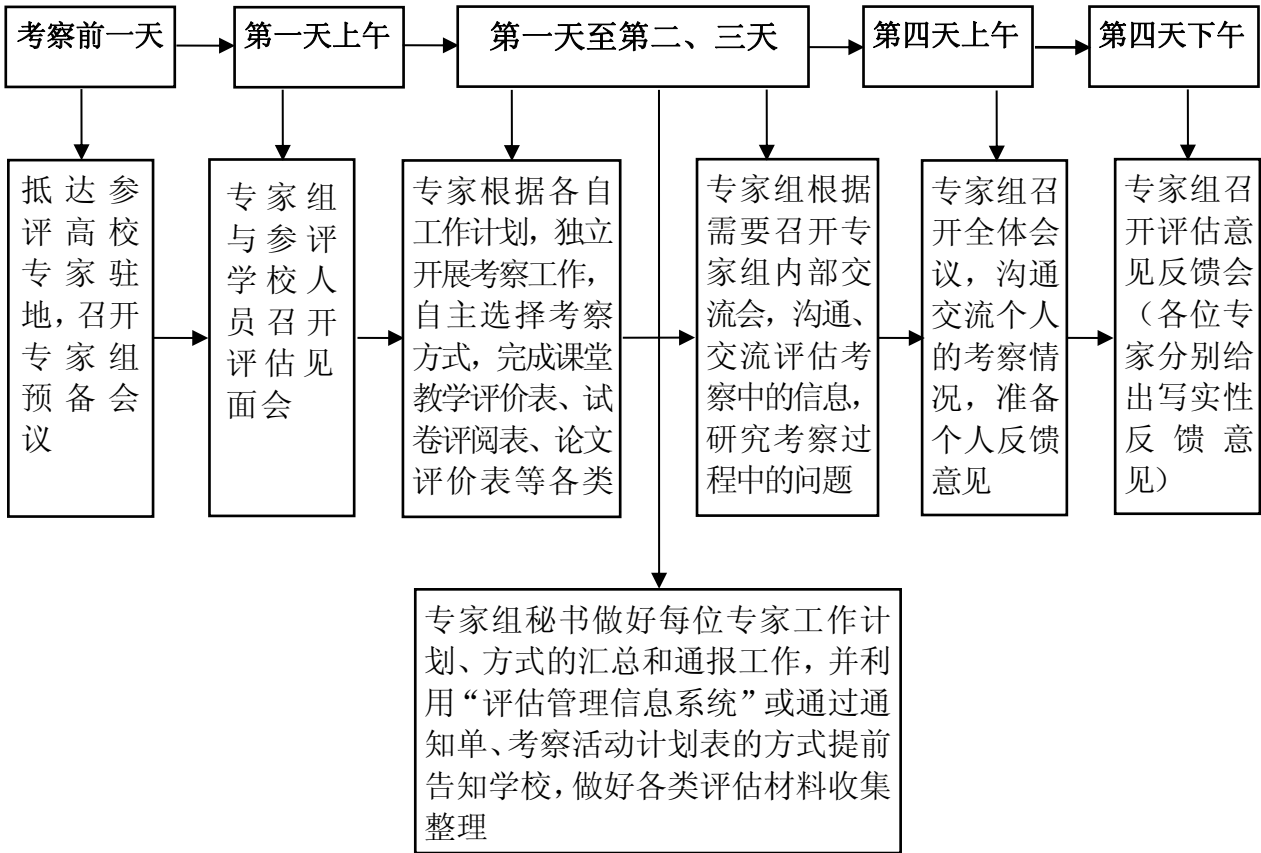 考察前一天
第一天上午
第一天至第二、三天
第四天上午
第四天下午
抵达参
评高校
专家驻
地，召开
专家组
预备会
议
专家组
与参评
学校人
员召开
评估见
面会
专家根据各自
工作计划，独立
开展考察工作，
自主选择考察
方式，完成课堂
教学评价表、试
卷评阅表、论文
评价表等各类
专家组根据
需要召开专
家组内部交
流会，沟通、
交流评估考
察中的信息，
研究考察过
程中的问题
专家组召
开全体会
议，沟通
交流个人
的考察情
况，准备
个人反馈
意见
专家组召
开评估意
见反馈会
（各位专
家分别给
出写实性
反馈意
见）
专家组秘书做好每位专家工作计
划、方式的汇总和通报工作，并利
用“评估管理信息系统”或通过通
知单、考察活动计划表的方式提前
告知学校，做好各类评估材料收集
整理